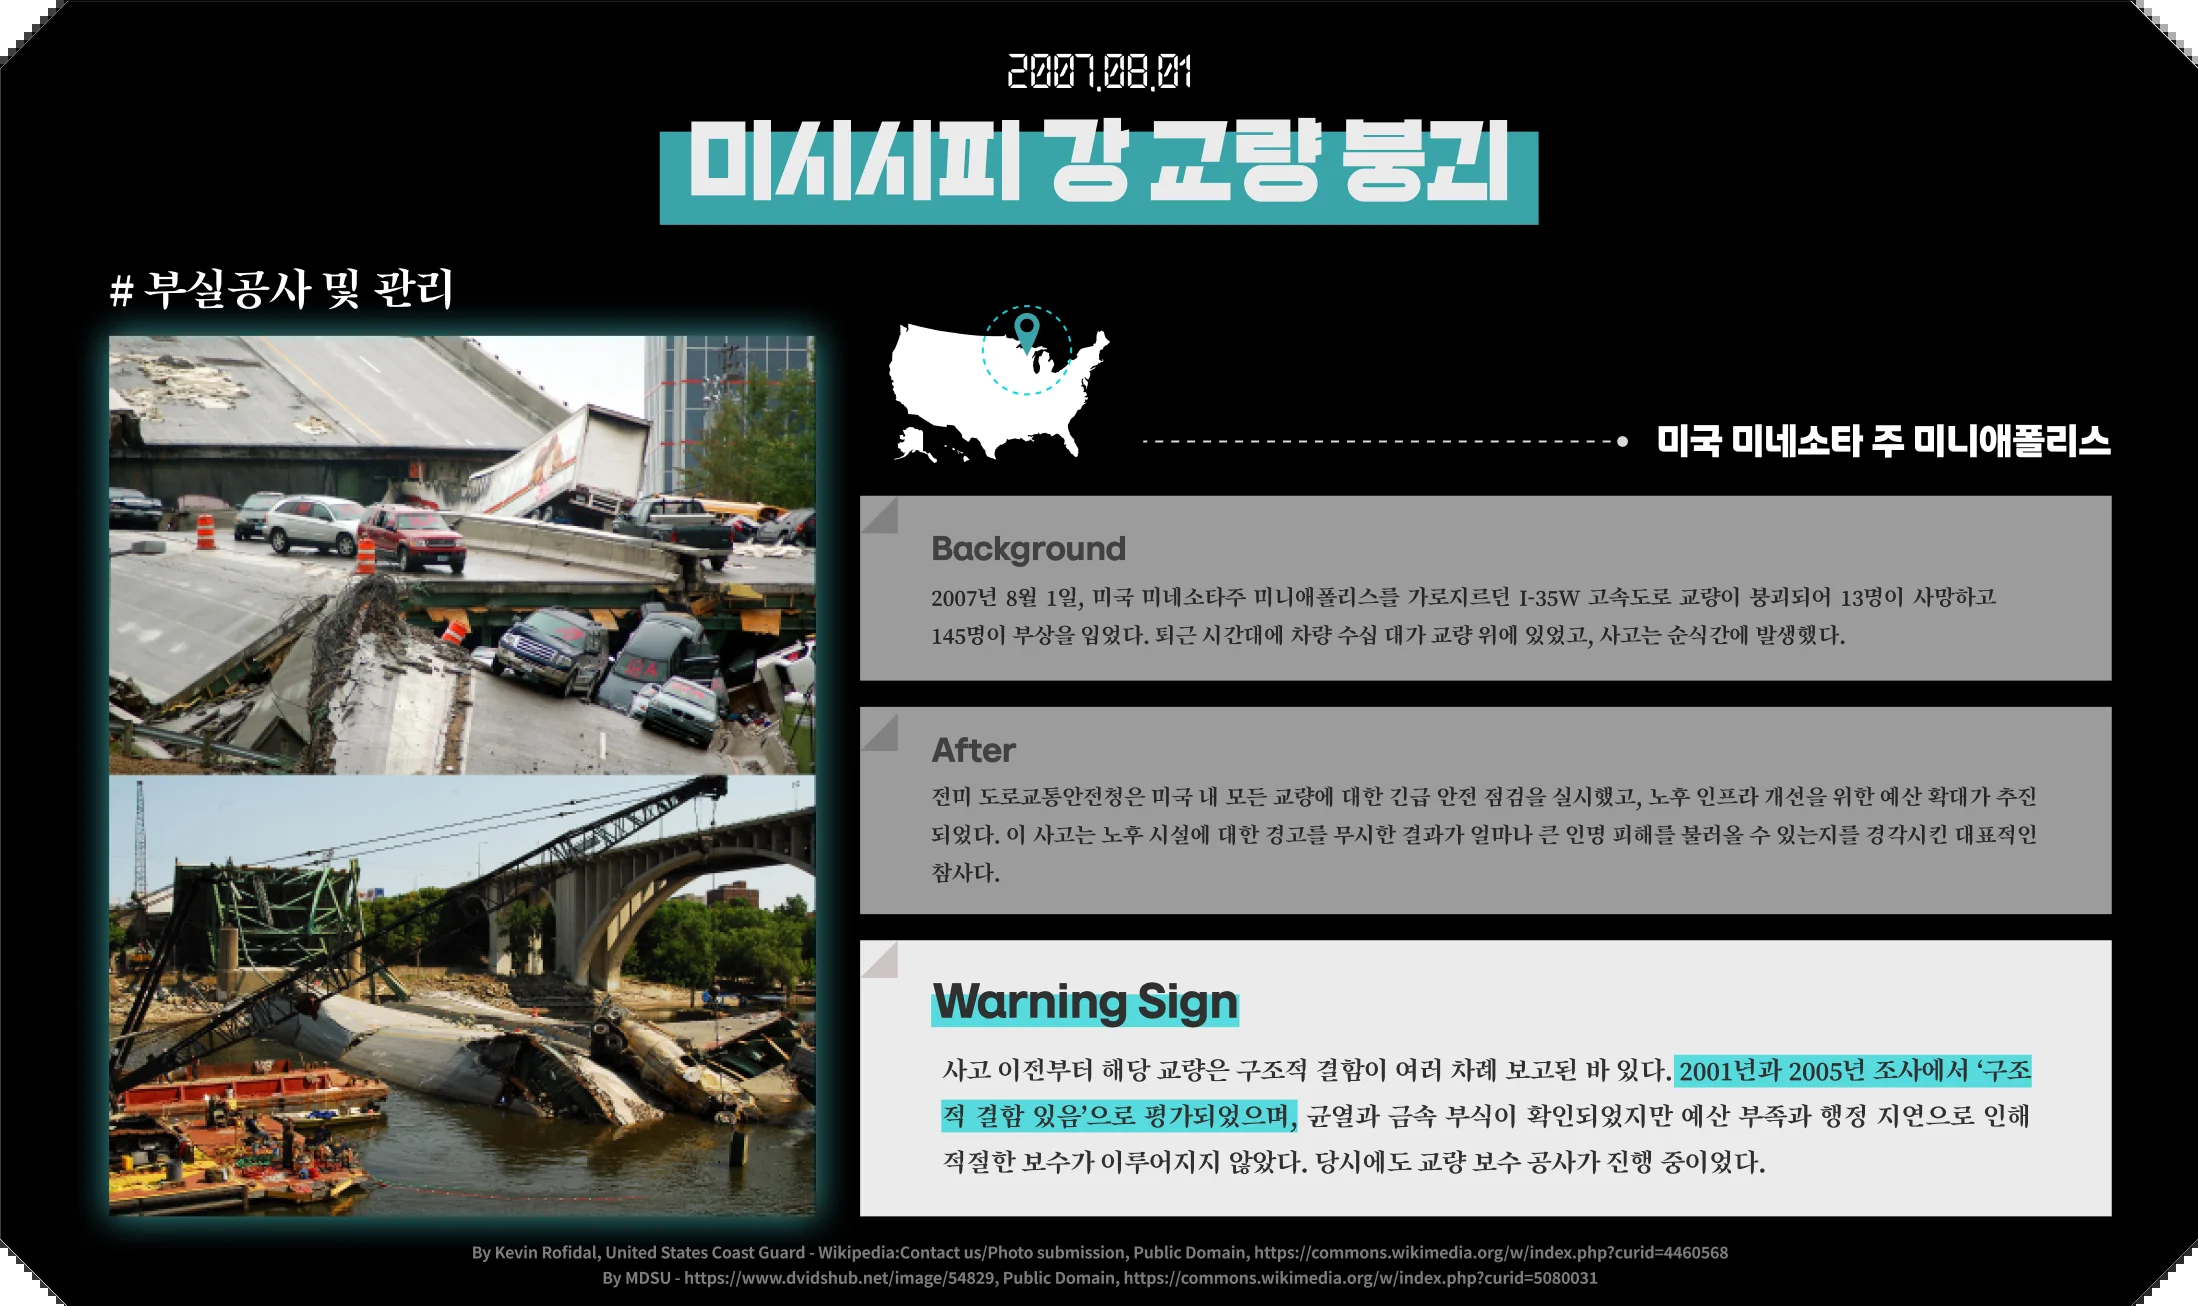 2007.08.01
미시시피 강 교량 붕괴
# 부실공사 및 관리
미국 미네소타 주 미니애폴리스
Background
2007년 8월 1일, 미국 미네소타주 미니애폴리스를 가로지르던 I-35W 고속도로 교량이 붕괴되어 13명이 사망하고
145명이 부상을 입었다. 퇴근 시간대에 차량 수십 대가 교량 위에 있었고, 사고는 순식간에 발생했다.
After
전미 도로교통안전청은 미국 내 모든 교량에 대한 긴급 안전 점검을 실시했고, 노후 인프라 개선을 위한 예산 확대가 추진
되었다. 이 사고는 노후 시설에 대한 경고를 무시한 결과가 얼마나 큰 인명 피해를 불러올 수 있는지를 경각시킨 대표적인
참사다.
Warning Sign
사고 이전부터 해당 교량은 구조적 결함이 여러 차례 보고된 바 있다. 2001년과 2005년 조사에서 ‘구조
적 결함 있음’으로 평가되었으며, 균열과 금속 부식이 확인되었지만 예산 부족과 행정 지연으로 인해
적절한 보수가 이루어지지 않았다. 당시에도 교량 보수 공사가 진행 중이었다.
By Kevin Rofidal, United States Coast Guard - Wikipedia:Contact us/Photo submission, Public Domain, https://commons.wikimedia.org/w/index.php?curid=4460568
By MDSU - https://www.dvidshub.net/image/54829, Public Domain, https://commons.wikimedia.org/w/index.php?curid=5080031